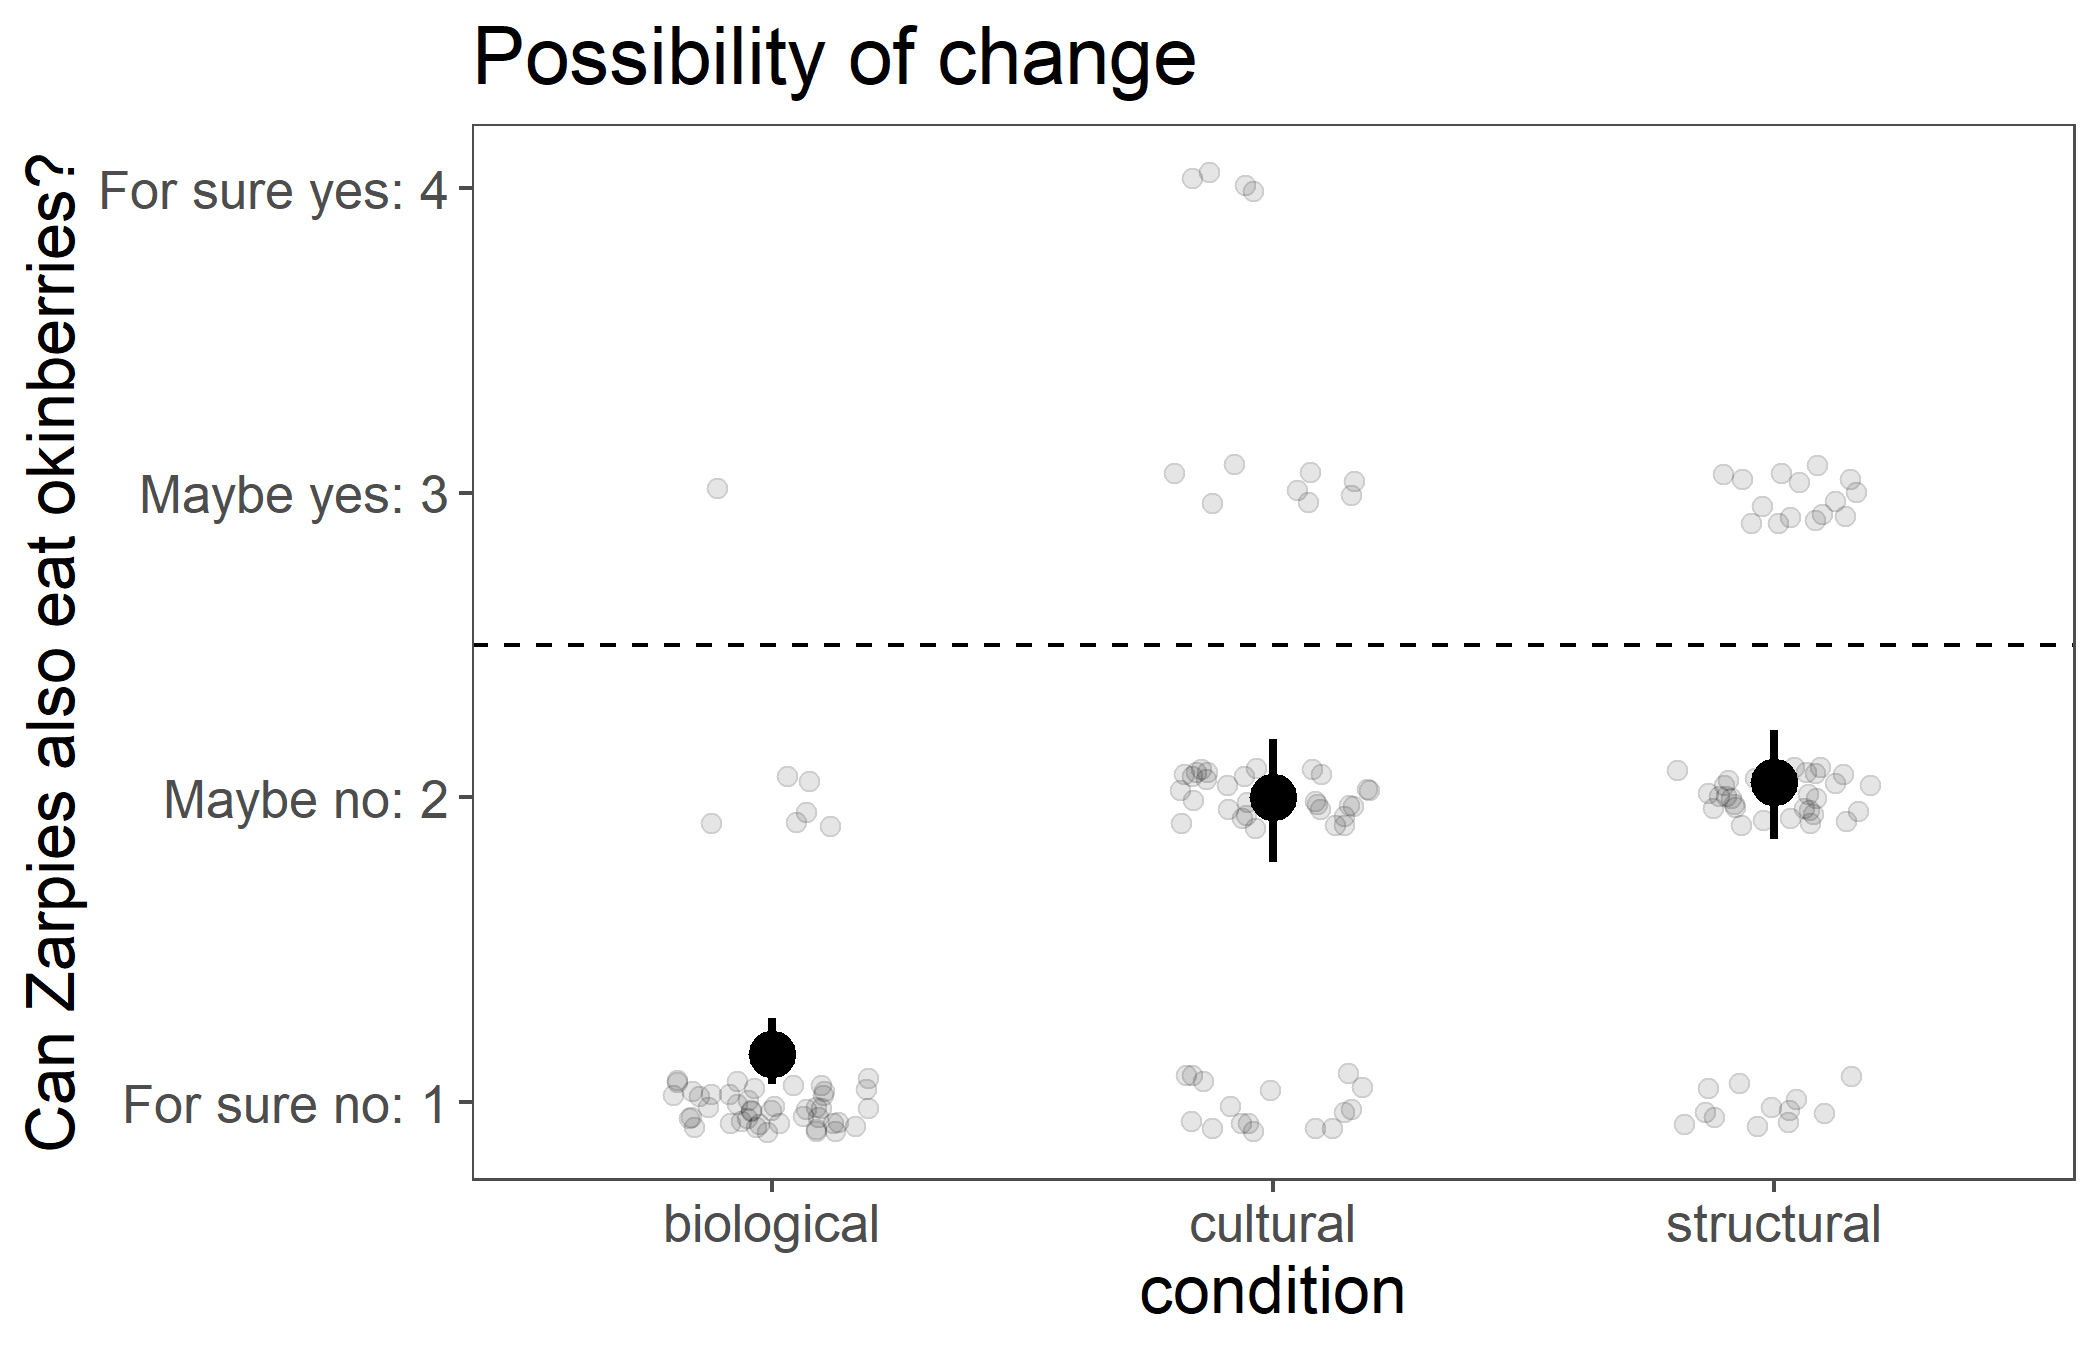 Possibility of change
Can Zarpies also eat okinberries?
For sure yes: 4
Maybe yes: 3
Maybe no: 2
For sure no: 1
biological
cultural
structural
condition